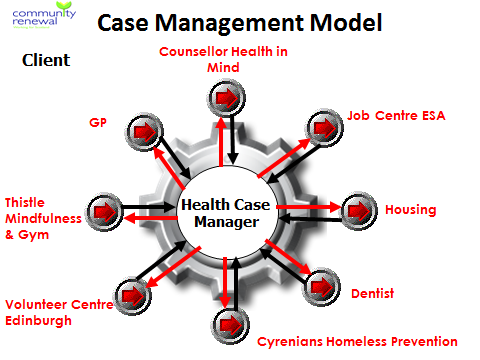 community
renewal
Case Management Model
Client
Counsellor Health in
Mind
GP
Job Centre ESA
Thistle
Mindfulness
& Gym
Health Case
Manager
Housing
Volunteer Centre
Edinburgh
Dentist
Cyrenians Homeless Prevention